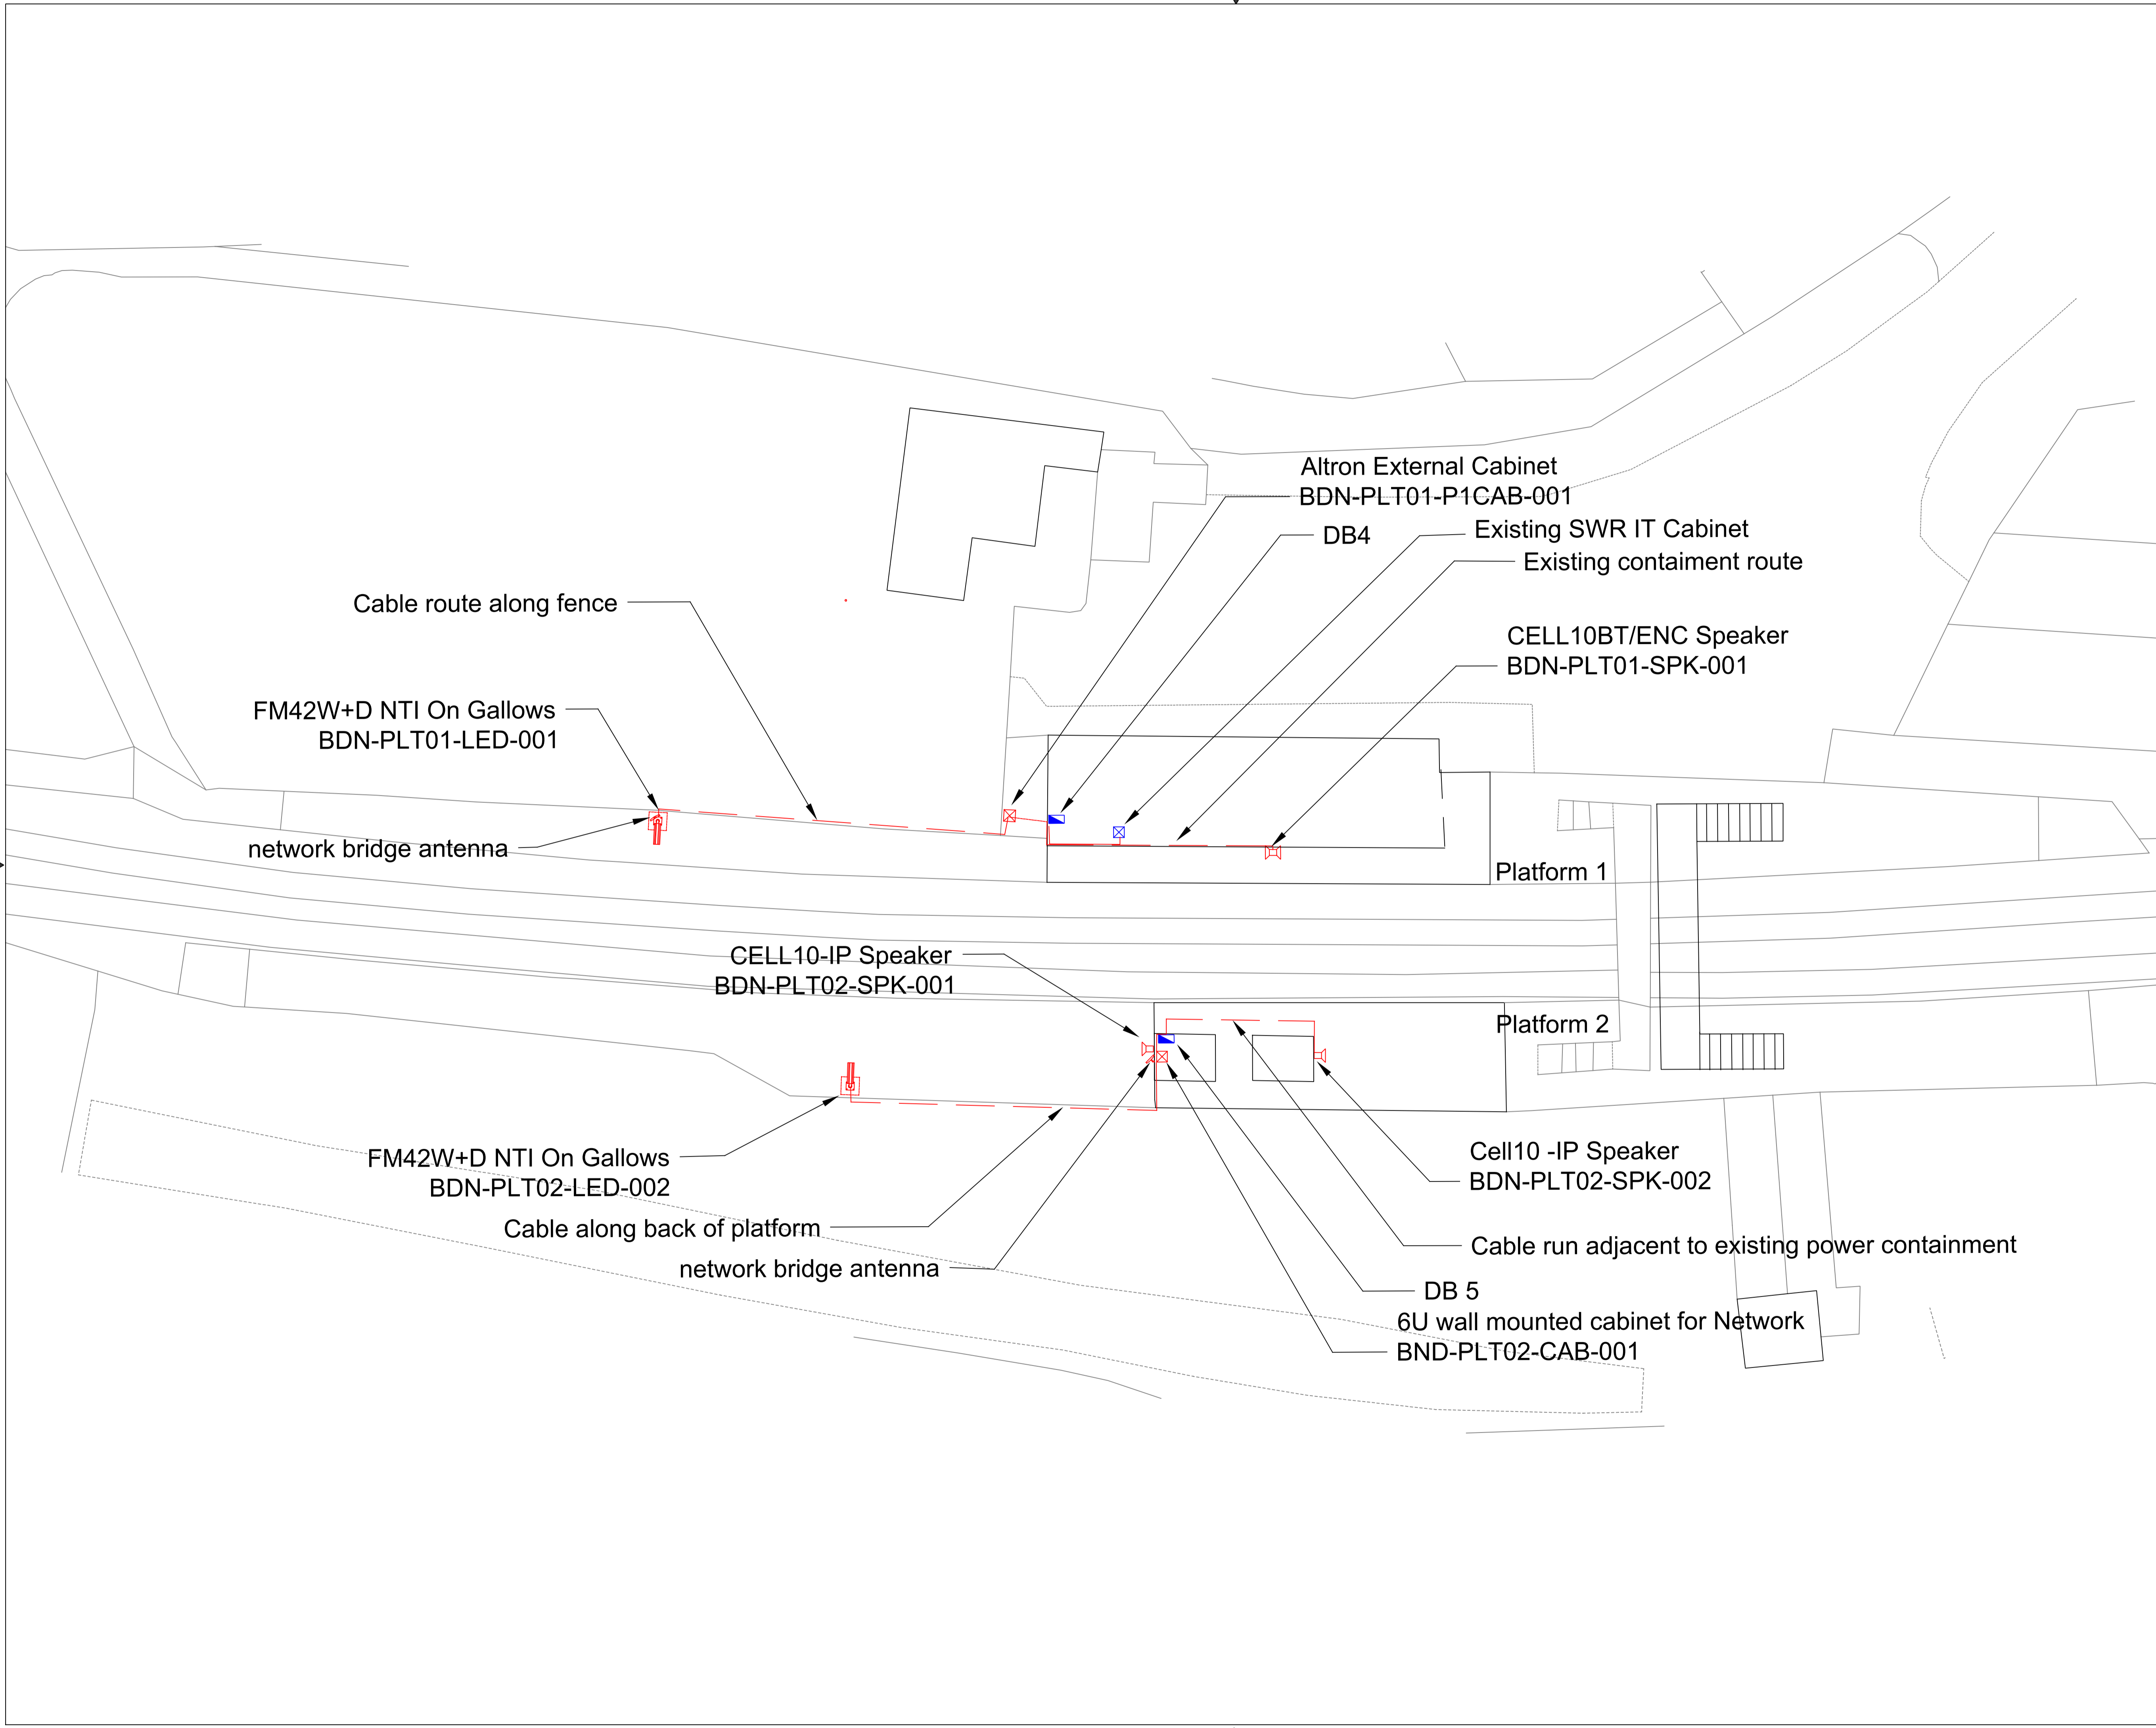 Altron External Cabinet
BDN-PLT01-P1CAB-001
DB4
Existing SWR IT Cabinet
Existing contaiment route
Cable route along fence
CELL10BT/ENC Speaker
BDN-PLT01-SPK-001
FM42W+D NTI On Gallows
BDN-PLT01-LED-001
network bridge antenna
Platform 1
CELL10-IP Speaker
BDN-PLT02-SPK-001
Platform 2
FM42W+D NTI On Gallows
BDN-PLT02-LED-002
Cell10 -IP Speaker
BDN-PLT02-SPK-002
Cable along back of platform
Cable run adjacent to existing power containment
network bridge antenna
DB 5
6U wall mounted cabinet for Network
BND-PLT02-CAB-001